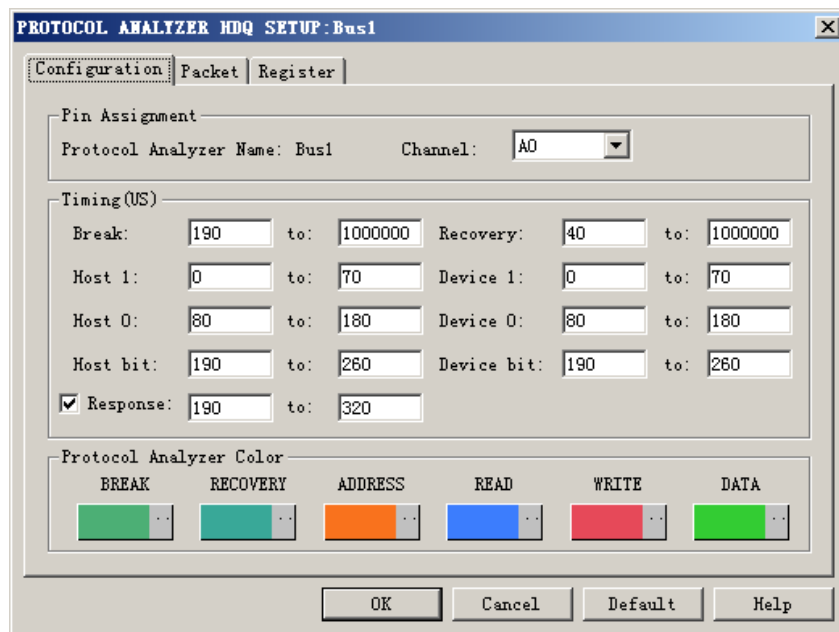 PROTOCOL ANALYZER HDQ SETUP:Bus1
Configuration Packet Register
Pin Assignment
Protocol Analyzer Name: Bus1 Channel: A0
Timing(US)
Break: 190 to: 1000000 Recovery: 40 to: 1000000
Host 1: 0 to: 70 Device 1: 0 to: 70
Host 0: 80 to: 180 Device 0: 80 to: 180
Host bit: 190 to: 260 Device bit: 190 to: 260
Response: 190 to: 320
Protocol Analyzer Color
BREAK RECOVERY ADDRESS READ WRITE DATA
.. .. .. .. .. ..
OK Cancel Default Help